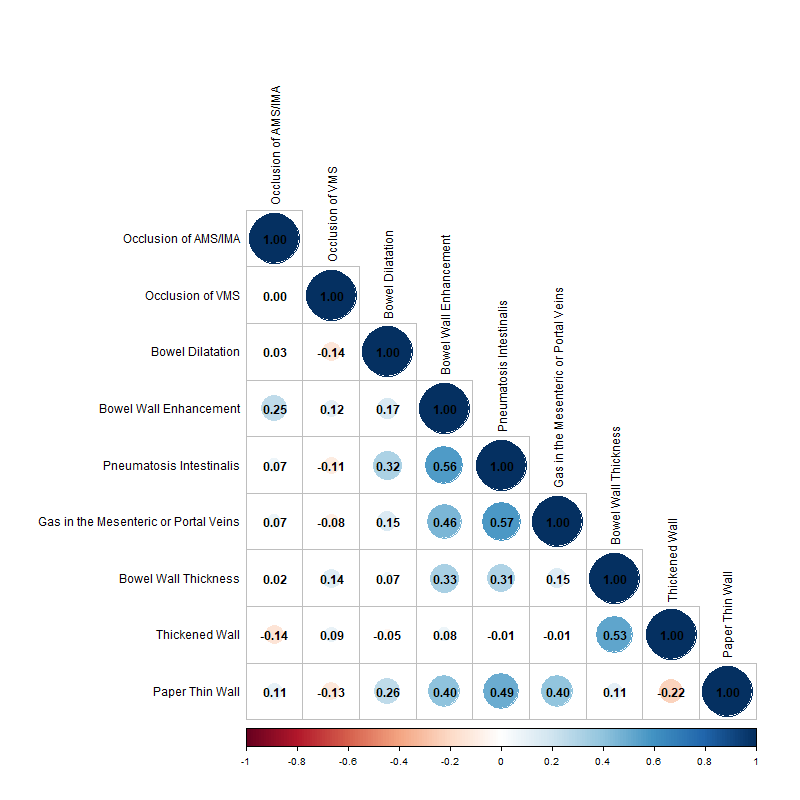 Occlusion of AMS/IMA
Occlusion of VMS
Bowel Dilatation
Bowel Wall Enhancement
Pneumatosis Intestinalis
Gas in the Mesenteric or Portal Veins
Bowel Wall Thickness
Thickened Wall
Paper Thin Wall
Occlusion of AMS/IMA 1.00
Occlusion of VMS 0.00 1.00
Bowel Dilatation 0.03 -0.14 1.00
Bowel Wall Enhancement 0.25 0.12 0.17 1.00
Pneumatosis Intestinalis 0.07 -0.11 0.32 0.56 1.00
Gas in the Mesenteric or Portal Veins 0.07 -0.08 0.15 0.46 0.57 1.00
Bowel Wall Thickness 0.02 0.14 0.07 0.33 0.31 0.15 1.00
Thickened Wall -0.14 0.09 -0.05 0.08 -0.01 -0.01 0.53 1.00
Paper Thin Wall 0.11 -0.13 0.26 0.40 0.49 0.40 0.11 -0.22 1.00
-1 -0.8 -0.6 -0.4 -0.2 0 0.2 0.4 0.6 0.8 1